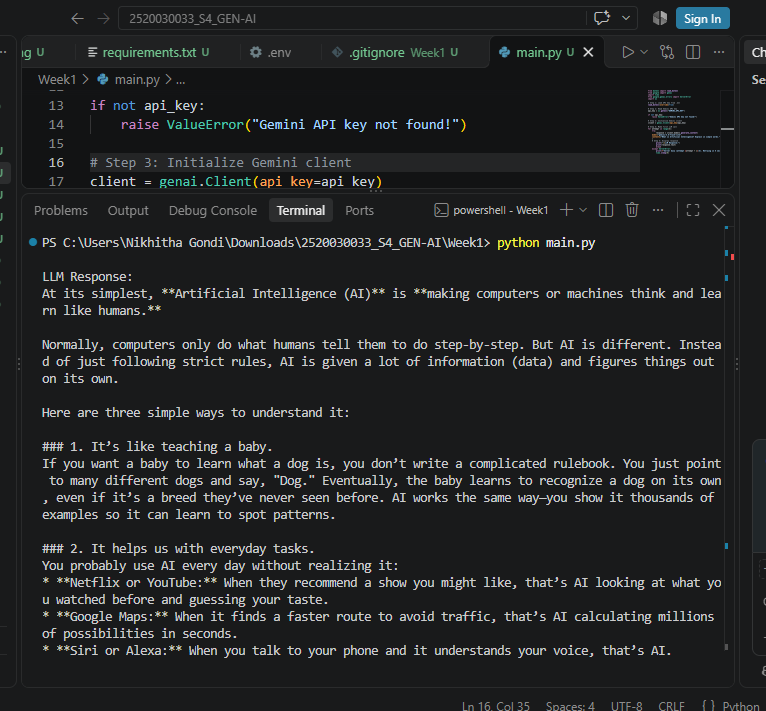 2520030033_S4_GEN-AI
Sign In
ng U
requirements.txt U
.env
.gitignore Week1 U
main.py U
Ch
Week1 > main.py > ...
Se
13 if not api_key:
14 raise ValueError("Gemini API key not found!")
15
16 # Step 3: Initialize Gemini client
17 client = genai.Client(api_key=api_key)
Problems Output Debug Console Terminal Ports
powershell - Week1
PS C:\Users\Nikhitha Gondi\Downloads\2520030033_S4_GEN-AI\Week1> python main.py
LLM Response:
At its simplest, **Artificial Intelligence (AI)** is **making computers or machines think and lea
rn like humans.**
Normally, computers only do what humans tell them to do step-by-step. But AI is different. Instea
d of just following strict rules, AI is given a lot of information (data) and figures things out
on its own.
Here are three simple ways to understand it:
### 1. It’s like teaching a baby.
If you want a baby to learn what a dog is, you don’t write a complicated rulebook. You just point
to many different dogs and say, "Dog." Eventually, the baby learns to recognize a dog on its own
, even if it’s a breed they’ve never seen before. AI works the same way—you show it thousands of
examples so it can learn to spot patterns.
### 2. It helps us with everyday tasks.
You probably use AI every day without realizing it:
* **Netflix or YouTube:** When they recommend a show you might like, that’s AI looking at what yo
u watched before and guessing your taste.
* **Google Maps:** When it finds a faster route to avoid traffic, that’s AI calculating millions
of possibilities in seconds.
* **Siri or Alexa:** When you talk to your phone and it understands your voice, that’s AI.
Ln 16, Col 35 Spaces: 4 UTF-8 CRLF { } Python